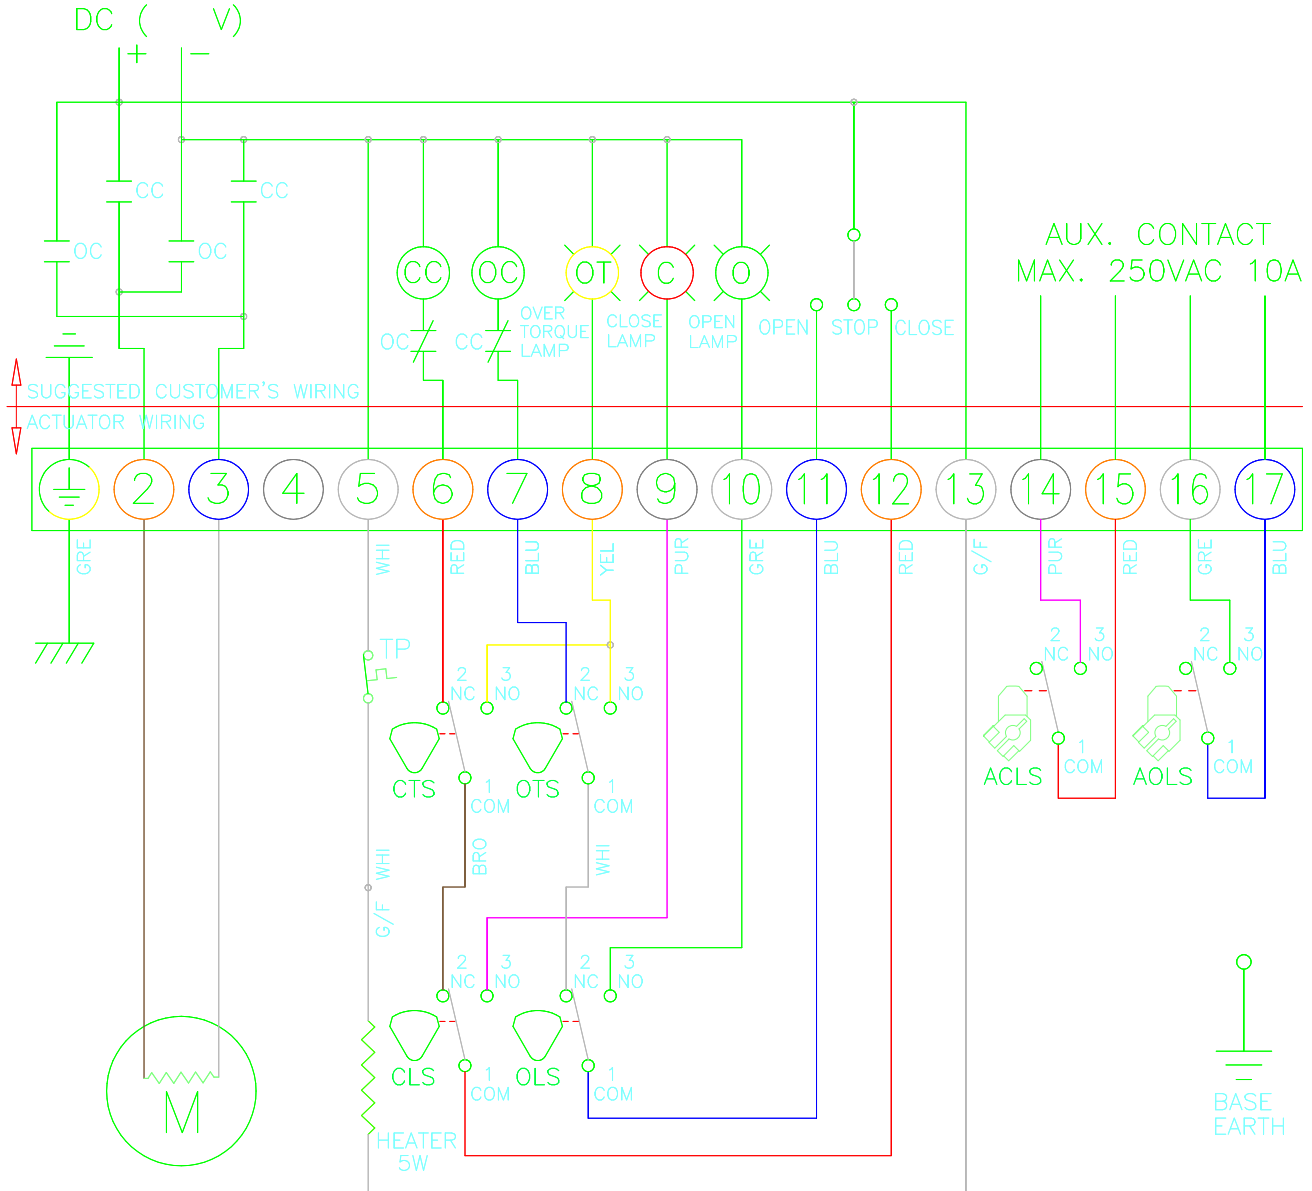 DC ( V)
+ −
CC CC
OC OC
CC OC OT C O
OC CC
OVER
TORQUE
LAMP
CLOSE
LAMP
OPEN
LAMP
OPEN STOP CLOSE
AUX. CONTACT
MAX. 250VAC 10A
SUGGESTED CUSTOMER'S WIRING
ACTUATOR WIRING
2 3 4 5 6 7 8 9 10 11 12 13 14 15 16 17
GRE WHI RED BLU YEL PUR GRE BLU RED G/F PUR RED GRE BLU
TP
2 3 2 3
NC NO NC NO
CTS OTS
1 1
COM COM
2 3 2 3
NC NO NC NO
ACLS AOLS
1 1
COM COM
WHI BRO WHI
G/F
2 3 2 3
NC NO NC NO
CLS OLS
1 1
COM COM
M
HEATER
5W
BASE
EARTH